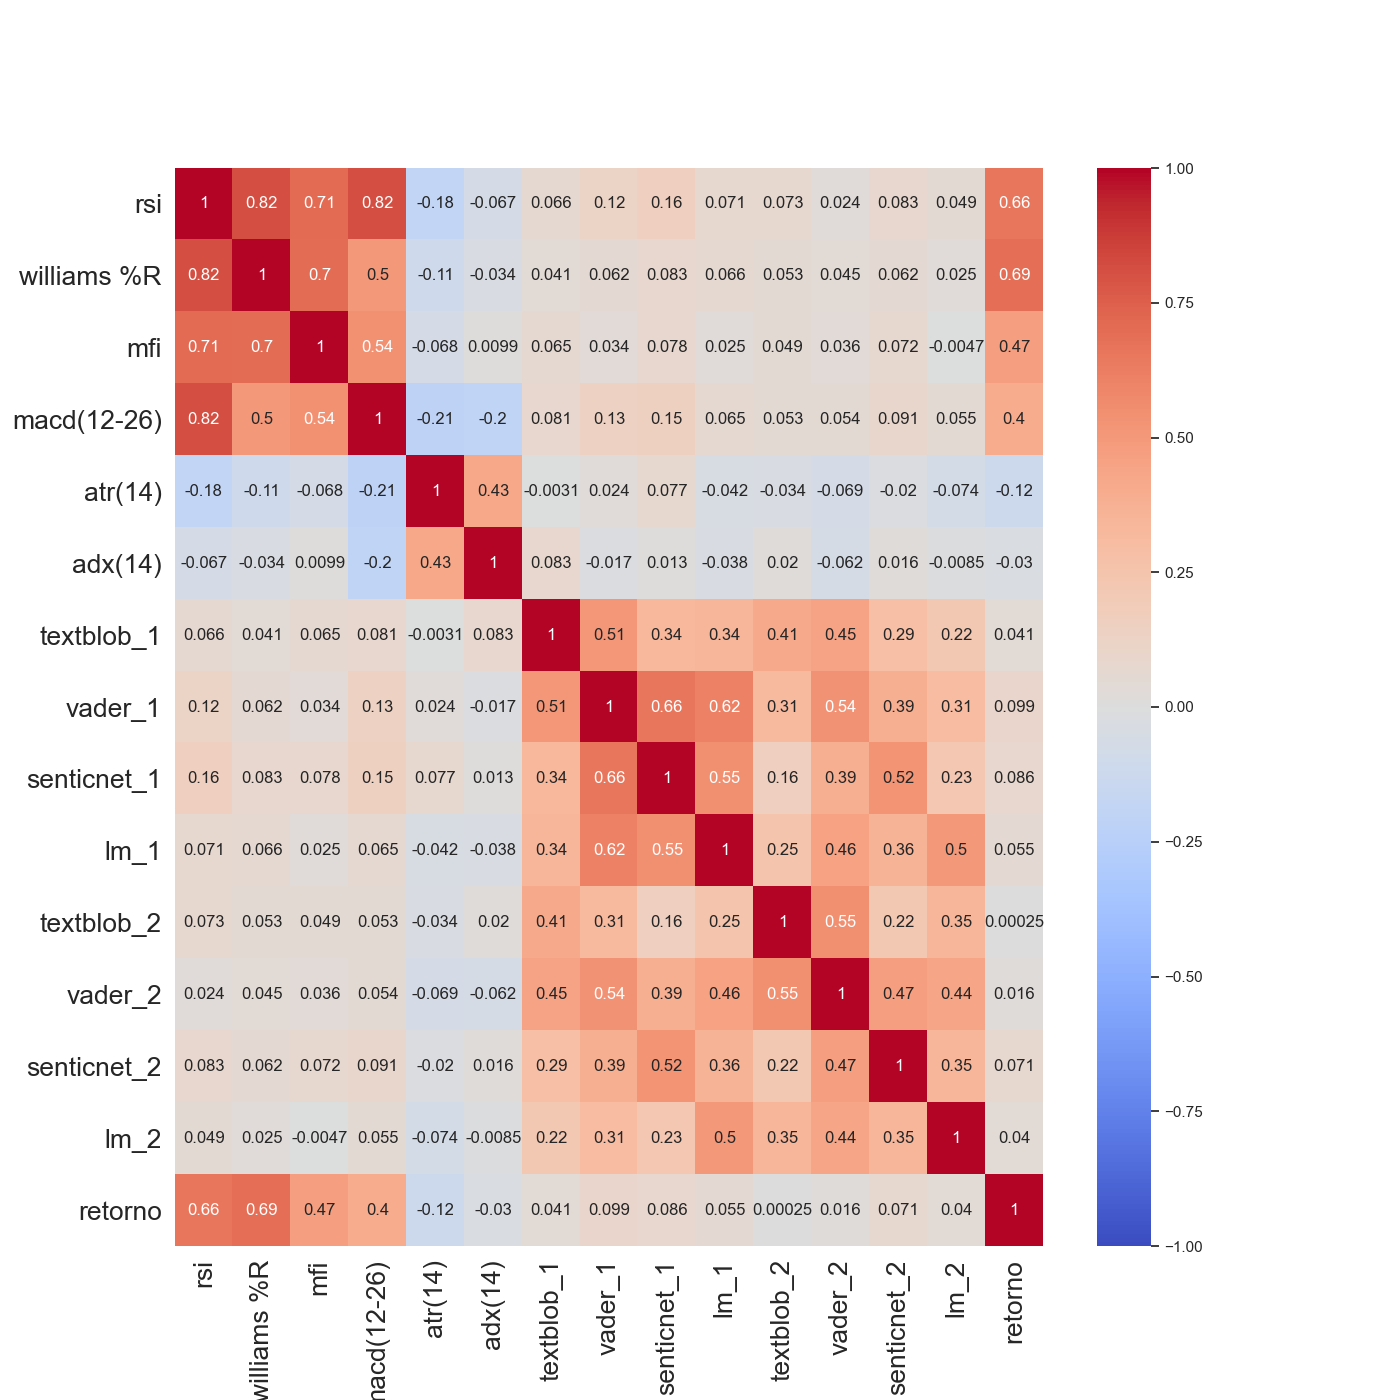 rsi 1 0.82 0.71 0.82 -0.18 -0.067 0.066 0.12 0.16 0.071 0.073 0.024 0.083 0.049 0.66
williams %R 0.82 1 0.7 0.5 -0.11 -0.034 0.041 0.062 0.083 0.066 0.053 0.045 0.062 0.025 0.69
mfi 0.71 0.7 1 0.54 -0.068 0.0099 0.065 0.034 0.078 0.025 0.049 0.036 0.072 -0.0047 0.47
macd(12-26) 0.82 0.5 0.54 1 -0.21 -0.2 0.081 0.13 0.15 0.065 0.053 0.054 0.091 0.055 0.4
atr(14) -0.18 -0.11 -0.068 -0.21 1 0.43 -0.0031 0.024 0.077 -0.042 -0.034 -0.069 -0.02 -0.074 -0.12
adx(14) -0.067 -0.034 0.0099 -0.2 0.43 1 0.083 -0.017 0.013 -0.038 0.02 -0.062 0.016 -0.0085 -0.03
textblob_1 0.066 0.041 0.065 0.081 -0.0031 0.083 1 0.51 0.34 0.34 0.41 0.45 0.29 0.22 0.041
vader_1 0.12 0.062 0.034 0.13 0.024 -0.017 0.51 1 0.66 0.62 0.31 0.54 0.39 0.31 0.099
senticnet_1 0.16 0.083 0.078 0.15 0.077 0.013 0.34 0.66 1 0.55 0.16 0.39 0.52 0.23 0.086
lm_1 0.071 0.066 0.025 0.065 -0.042 -0.038 0.34 0.62 0.55 1 0.25 0.46 0.36 0.5 0.055
textblob_2 0.073 0.053 0.049 0.053 -0.034 0.02 0.41 0.31 0.16 0.25 1 0.55 0.22 0.35 0.00025
vader_2 0.024 0.045 0.036 0.054 -0.069 -0.062 0.45 0.54 0.39 0.46 0.55 1 0.47 0.44 0.016
senticnet_2 0.083 0.062 0.072 0.091 -0.02 0.016 0.29 0.39 0.52 0.36 0.22 0.47 1 0.35 0.071
lm_2 0.049 0.025 -0.0047 0.055 -0.074 -0.0085 0.22 0.31 0.23 0.5 0.35 0.44 0.35 1 0.04
retorno 0.66 0.69 0.47 0.4 -0.12 -0.03 0.041 0.099 0.086 0.055 0.00025 0.016 0.071 0.04 1
rsi
williams %R
mfi
macd(12-26)
atr(14)
adx(14)
textblob_1
vader_1
senticnet_1
lm_1
textblob_2
vader_2
senticnet_2
lm_2
retorno
1.00
0.75
0.50
0.25
0.00
−0.25
−0.50
−0.75
−1.00